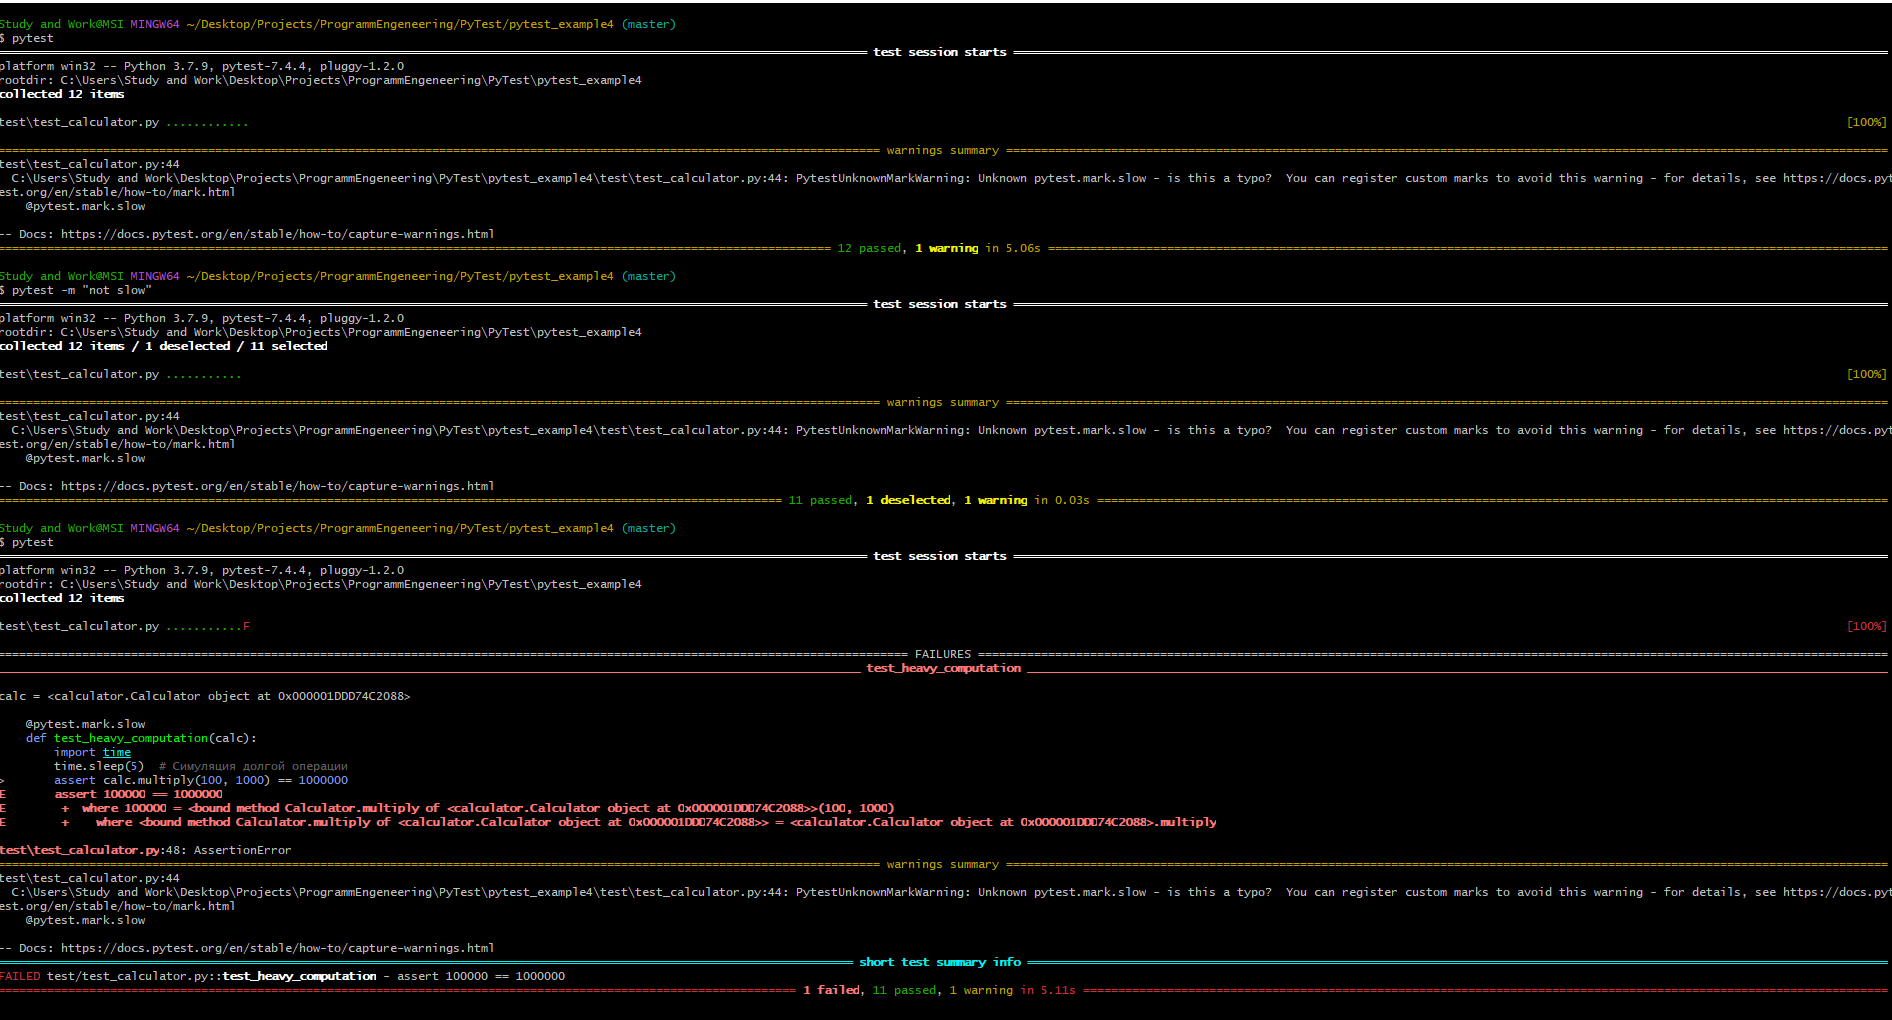 Study and Work@MSI MINGW64 ~/Desktop/Projects/ProgrammEngeneering/PyTest/pytest_example4 (master)
$ pytest
test session starts
platform win32 -- Python 3.7.9, pytest-7.4.4, pluggy-1.2.0
rootdir: C:\Users\Study and Work\Desktop\Projects\ProgrammEngeneering\PyTest\pytest_example4
collected 12 items
test\test_calculator.py ............ [100%]
warnings summary
test\test_calculator.py:44
C:\Users\Study and Work\Desktop\Projects\ProgrammEngeneering\PyTest\pytest_example4\test\test_calculator.py:44: PytestUnknownMarkWarning: Unknown pytest.mark.slow - is this a typo?  You can register custom marks to avoid this warning - for details, see https://docs.pyt
est.org/en/stable/how-to/mark.html
@pytest.mark.slow
-- Docs: https://docs.pytest.org/en/stable/how-to/capture-warnings.html
12 passed, 1 warning in 5.06s
Study and Work@MSI MINGW64 ~/Desktop/Projects/ProgrammEngeneering/PyTest/pytest_example4 (master)
$ pytest -m "not slow"
test session starts
platform win32 -- Python 3.7.9, pytest-7.4.4, pluggy-1.2.0
rootdir: C:\Users\Study and Work\Desktop\Projects\ProgrammEngeneering\PyTest\pytest_example4
collected 12 items / 1 deselected / 11 selected
test\test_calculator.py ........... [100%]
warnings summary
test\test_calculator.py:44
C:\Users\Study and Work\Desktop\Projects\ProgrammEngeneering\PyTest\pytest_example4\test\test_calculator.py:44: PytestUnknownMarkWarning: Unknown pytest.mark.slow - is this a typo?  You can register custom marks to avoid this warning - for details, see https://docs.pyt
est.org/en/stable/how-to/mark.html
@pytest.mark.slow
-- Docs: https://docs.pytest.org/en/stable/how-to/capture-warnings.html
11 passed, 1 deselected, 1 warning in 0.03s
Study and Work@MSI MINGW64 ~/Desktop/Projects/ProgrammEngeneering/PyTest/pytest_example4 (master)
$ pytest
test session starts
platform win32 -- Python 3.7.9, pytest-7.4.4, pluggy-1.2.0
rootdir: C:\Users\Study and Work\Desktop\Projects\ProgrammEngeneering\PyTest\pytest_example4
collected 12 items
test\test_calculator.py ...........F [100%]
FAILURES
test_heavy_computation
calc = <calculator.Calculator object at 0x000001DDD74C2088>
@pytest.mark.slow
def test_heavy_computation(calc):
import time
time.sleep(5)  # Симуляция долгой операции
> assert calc.multiply(100, 1000) == 1000000
E assert 100000 == 1000000
E +  where 100000 = <bound method Calculator.multiply of <calculator.Calculator object at 0x000001DDD74C2088>>(100, 1000)
E +    where <bound method Calculator.multiply of <calculator.Calculator object at 0x000001DDD74C2088>> = <calculator.Calculator object at 0x000001DDD74C2088>.multiply
test\test_calculator.py:48: AssertionError
warnings summary
test\test_calculator.py:44
C:\Users\Study and Work\Desktop\Projects\ProgrammEngeneering\PyTest\pytest_example4\test\test_calculator.py:44: PytestUnknownMarkWarning: Unknown pytest.mark.slow - is this a typo?  You can register custom marks to avoid this warning - for details, see https://docs.pyt
est.org/en/stable/how-to/mark.html
@pytest.mark.slow
-- Docs: https://docs.pytest.org/en/stable/how-to/capture-warnings.html
short test summary info
FAILED test/test_calculator.py::test_heavy_computation - assert 100000 == 1000000
1 failed, 11 passed, 1 warning in 5.11s